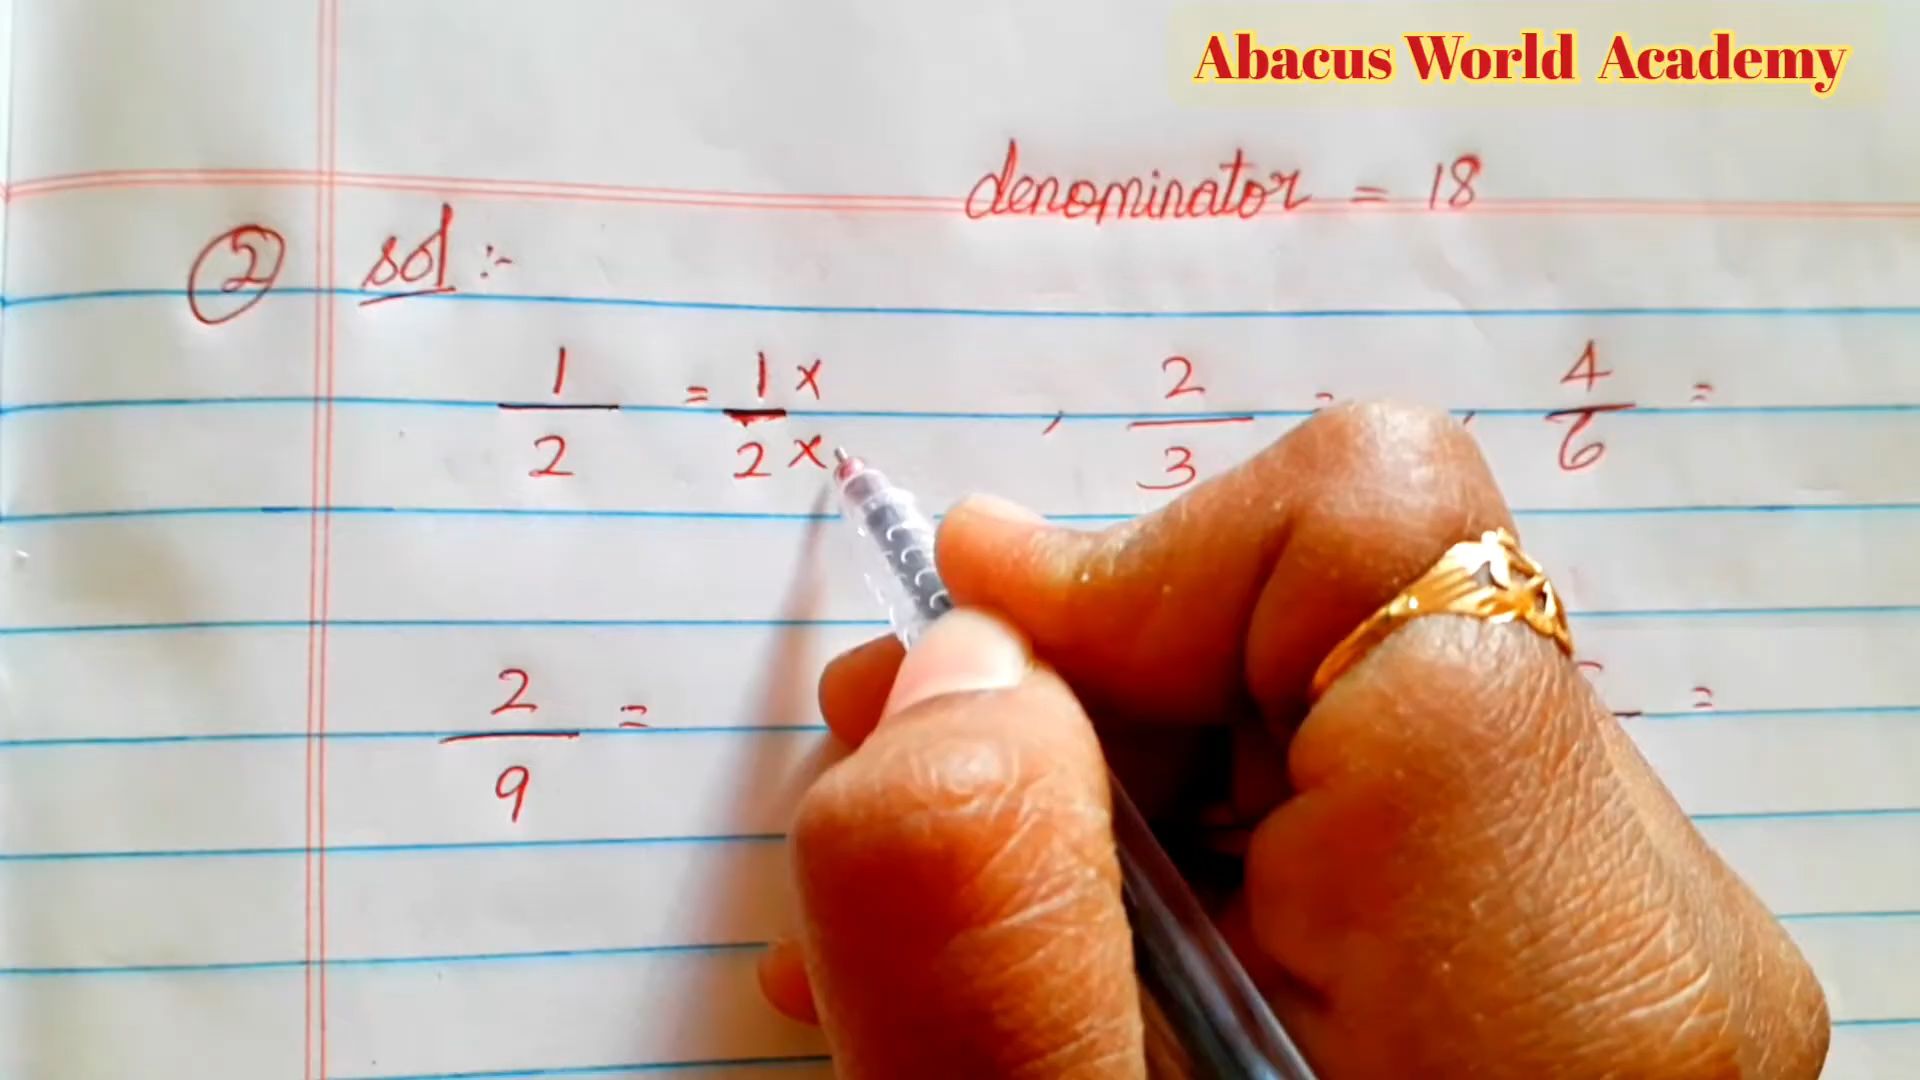 Abacus World Academy
denominator = 18
② sol :-
1/2 = 1×/2× , 2/3 = , 4/6 =
2/9 = =